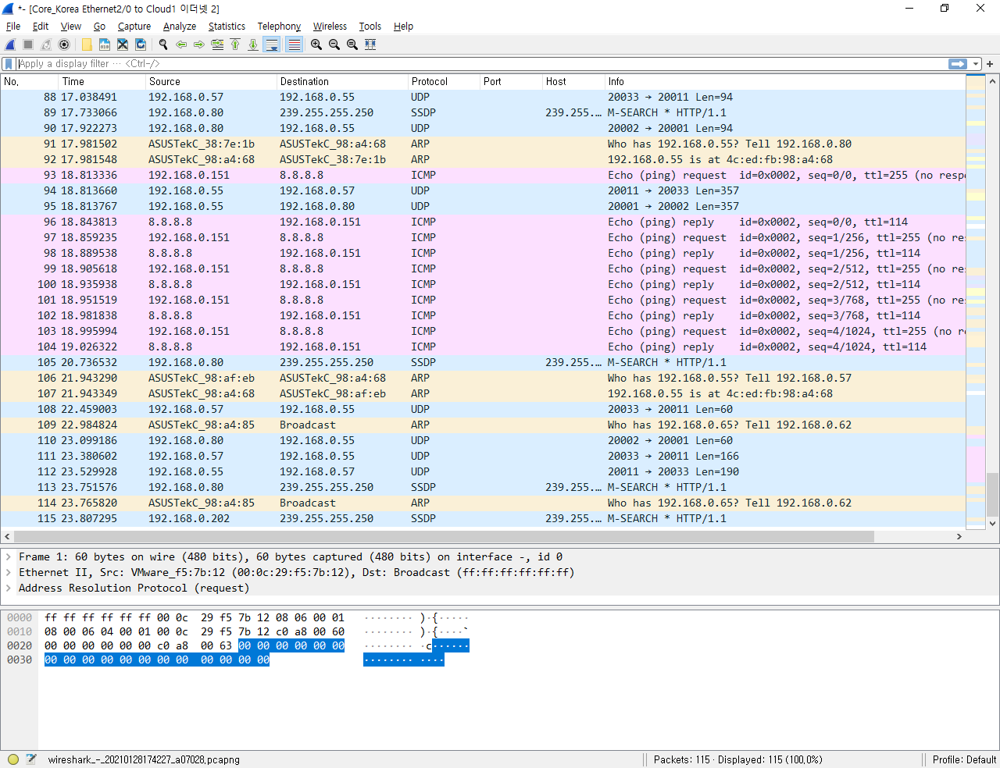 *- [Core_Korea Ethernet2/0 to Cloud1 이더넷 2]
File Edit View Go Capture Analyze Statistics Telephony Wireless Tools Help
Apply a display filter ··· <Ctrl-/>
No. Time Source Destination Protocol Port Host Info
88 17.038491 192.168.0.57 192.168.0.55 UDP 20033 → 20011 Len=94
89 17.733066 192.168.0.80 239.255.255.250 SSDP 239.255.… M-SEARCH * HTTP/1.1
90 17.922273 192.168.0.80 192.168.0.55 UDP 20002 → 20001 Len=94
91 17.981502 ASUSTekC_38:7e:1b ASUSTekC_98:a4:68 ARP Who has 192.168.0.55? Tell 192.168.0.80
92 17.981548 ASUSTekC_98:a4:68 ASUSTekC_38:7e:1b ARP 192.168.0.55 is at 4c:ed:fb:98:a4:68
93 18.813336 192.168.0.151 8.8.8.8 ICMP Echo (ping) request id=0x0002, seq=0/0, ttl=255 (no resp
94 18.813660 192.168.0.55 192.168.0.57 UDP 20011 → 20033 Len=357
95 18.813767 192.168.0.55 192.168.0.80 UDP 20001 → 20002 Len=357
96 18.843813 8.8.8.8 192.168.0.151 ICMP Echo (ping) reply id=0x0002, seq=0/0, ttl=114
97 18.859235 192.168.0.151 8.8.8.8 ICMP Echo (ping) request id=0x0002, seq=1/256, ttl=255 (no re
98 18.889538 8.8.8.8 192.168.0.151 ICMP Echo (ping) reply id=0x0002, seq=1/256, ttl=114
99 18.905618 192.168.0.151 8.8.8.8 ICMP Echo (ping) request id=0x0002, seq=2/512, ttl=255 (no re
100 18.935938 8.8.8.8 192.168.0.151 ICMP Echo (ping) reply id=0x0002, seq=2/512, ttl=114
101 18.951519 192.168.0.151 8.8.8.8 ICMP Echo (ping) request id=0x0002, seq=3/768, ttl=255 (no re
102 18.981838 8.8.8.8 192.168.0.151 ICMP Echo (ping) reply id=0x0002, seq=3/768, ttl=114
103 18.995994 192.168.0.151 8.8.8.8 ICMP Echo (ping) request id=0x0002, seq=4/1024, ttl=255 (no r
104 19.026322 8.8.8.8 192.168.0.151 ICMP Echo (ping) reply id=0x0002, seq=4/1024, ttl=114
105 20.736532 192.168.0.80 239.255.255.250 SSDP 239.255.… M-SEARCH * HTTP/1.1
106 21.943290 ASUSTekC_98:af:eb ASUSTekC_98:a4:68 ARP Who has 192.168.0.55? Tell 192.168.0.57
107 21.943349 ASUSTekC_98:a4:68 ASUSTekC_98:af:eb ARP 192.168.0.55 is at 4c:ed:fb:98:a4:68
108 22.459003 192.168.0.57 192.168.0.55 UDP 20033 → 20011 Len=60
109 22.984824 ASUSTekC_98:a4:85 Broadcast ARP Who has 192.168.0.65? Tell 192.168.0.62
110 23.099186 192.168.0.80 192.168.0.55 UDP 20002 → 20001 Len=60
111 23.380602 192.168.0.57 192.168.0.55 UDP 20033 → 20011 Len=166
112 23.529928 192.168.0.55 192.168.0.57 UDP 20011 → 20033 Len=190
113 23.751576 192.168.0.80 239.255.255.250 SSDP 239.255.… M-SEARCH * HTTP/1.1
114 23.765820 ASUSTekC_98:a4:85 Broadcast ARP Who has 192.168.0.65? Tell 192.168.0.62
115 23.807295 192.168.0.202 239.255.255.250 SSDP 239.255.… M-SEARCH * HTTP/1.1
Frame 1: 60 bytes on wire (480 bits), 60 bytes captured (480 bits) on interface -, id 0
Ethernet II, Src: VMware_f5:7b:12 (00:0c:29:f5:7b:12), Dst: Broadcast (ff:ff:ff:ff:ff:ff)
Address Resolution Protocol (request)
0000 ff ff ff ff ff ff 00 0c 29 f5 7b 12 08 06 00 01 ········ )·{·····
0010 08 00 06 04 00 01 00 0c 29 f5 7b 12 c0 a8 00 60 ········ )·{····`
0020 00 00 00 00 00 00 c0 a8 00 63 00 00 00 00 00 00 ········ ·c······
0030 00 00 00 00 00 00 00 00 00 00 00 00 ········ ····
wireshark_-_20210128174227_a07028.pcapng
Packets: 115 · Displayed: 115 (100.0%)
Profile: Default